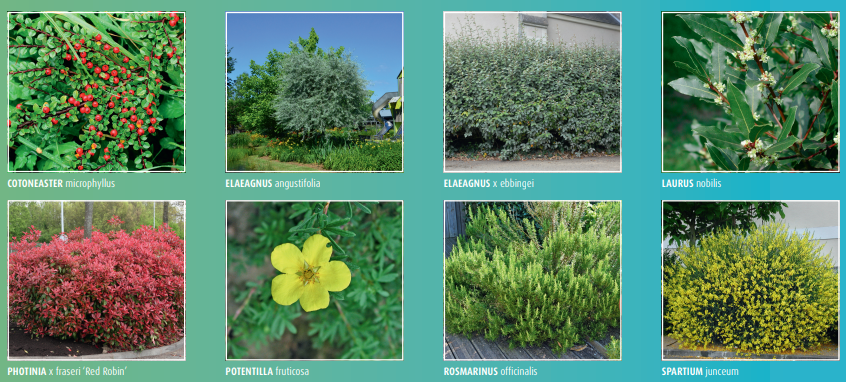 COTONEASTER microphyllus
ELAEAGNUS angustifolia
ELAEAGNUS x ebbingei
LAURUS nobilis
PHOTINIA x fraseri 'Red Robin'
POTENTILLA fruticosa
ROSMARINUS officinalis
SPARTIUM junceum